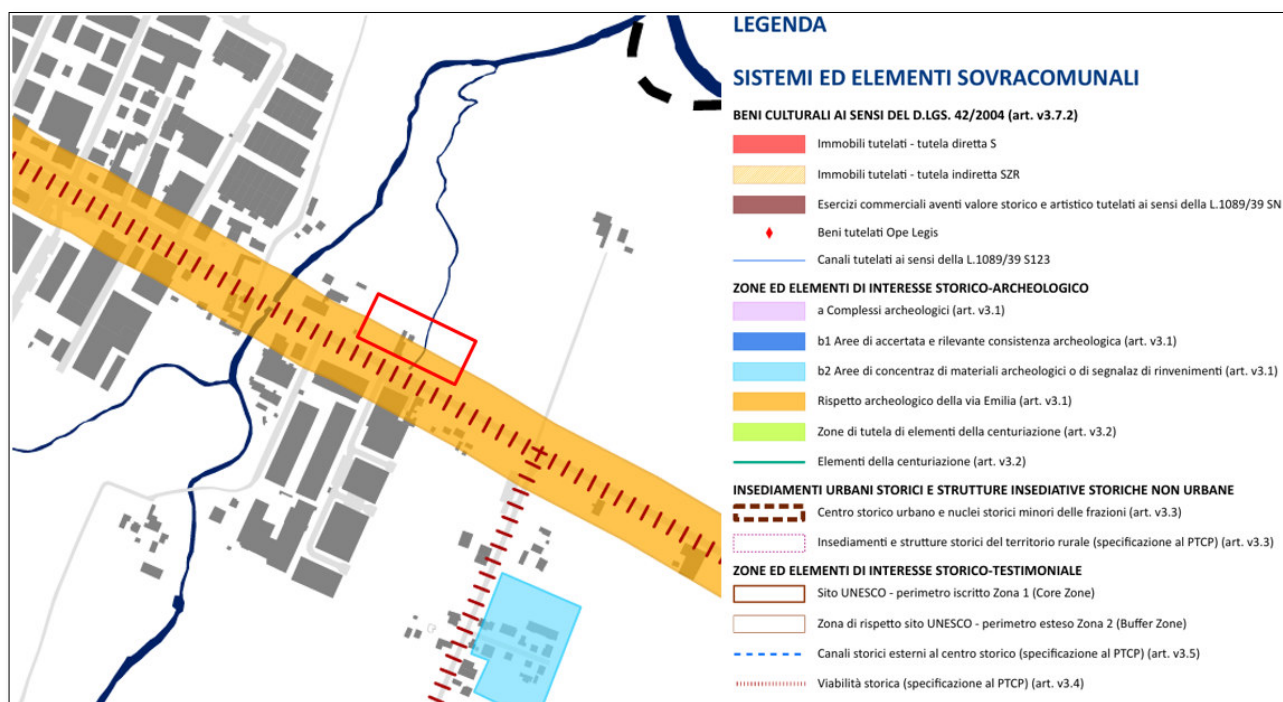 LEGENDA
SISTEMI ED ELEMENTI SOVRACOMUNALI
BENI CULTURALI AI SENSI DEL D.LGS. 42/2004 (art. v3.7.2)
Immobili tutelati - tutela diretta S
Immobili tutelati - tutela indiretta SZR
Esercizi commerciali aventi valore storico e artistico tutelati ai sensi della L.1089/39 SN
Beni tutelati Ope Legis
Canali tutelati ai sensi della L.1089/39 S123
ZONE ED ELEMENTI DI INTERESSE STORICO-ARCHEOLOGICO
a Complessi archeologici (art. v3.1)
b1 Aree di accertata e rilevante consistenza archeologica (art. v3.1)
b2 Aree di concentraz di materiali archeologici o di segnalaz di rinvenimenti (art. v3.1)
Rispetto archeologico della via Emilia (art. v3.1)
Zone di tutela di elementi della centuriazione (art. v3.2)
Elementi della centuriazione (art. v3.2)
INSEDIAMENTI URBANI STORICI E STRUTTURE INSEDIATIVE STORICHE NON URBANE
Centro storico urbano e nuclei storici minori delle frazioni (art. v3.3)
Insediamenti e strutture storici del territorio rurale (specificazione al PTCP) (art. v3.3)
ZONE ED ELEMENTI DI INTERESSE STORICO-TESTIMONIALE
Sito UNESCO - perimetro iscritto Zona 1 (Core Zone)
Zona di rispetto sito UNESCO - perimetro esteso Zona 2 (Buffer Zone)
Canali storici esterni al centro storico (specificazione al PTCP) (art. v3.5)
Viabilità storica (specificazione al PTCP) (art. v3.4)